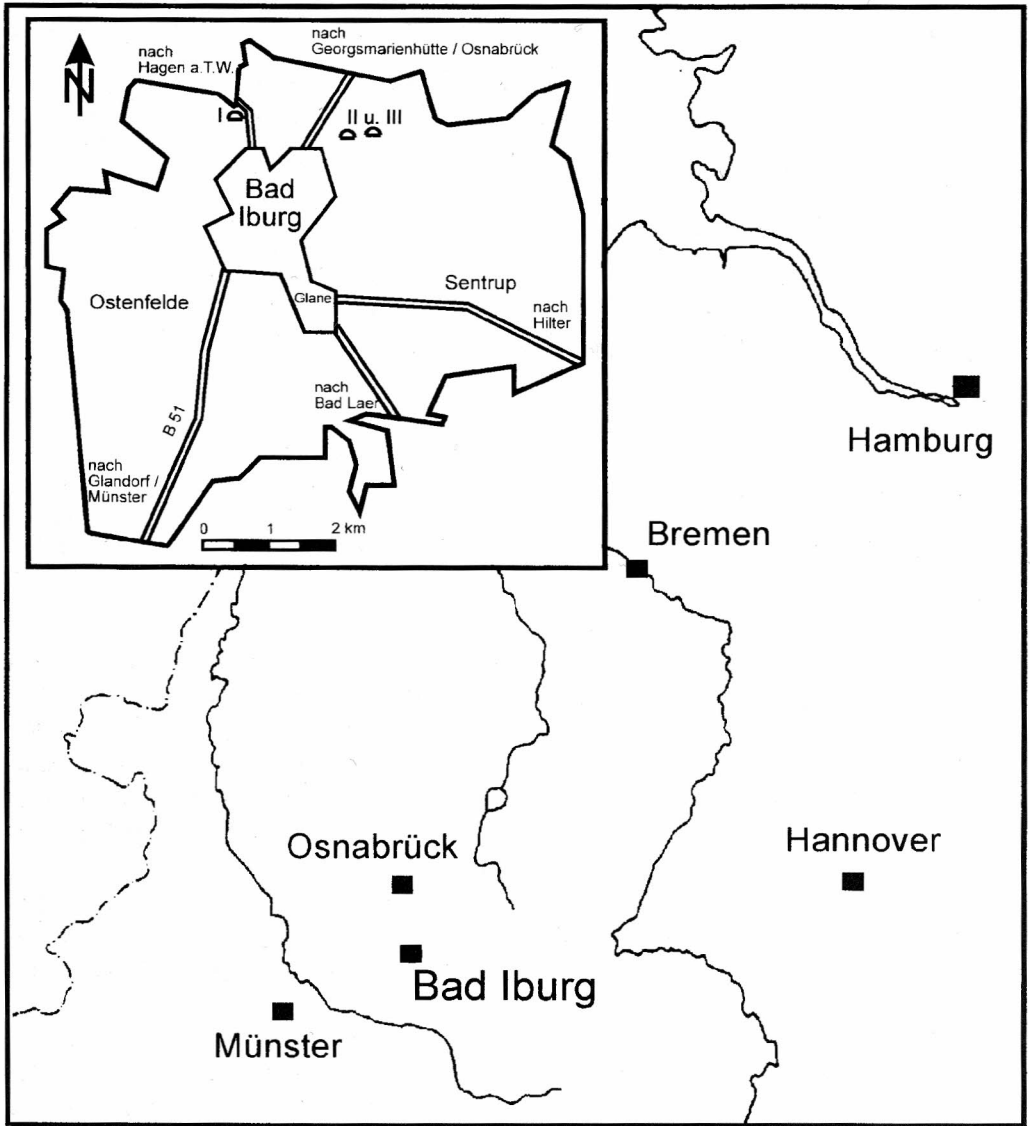 nach
Georgsmarienhütte / Osnabrück
nach
Hagen a.T.W.
N
I
II u. III
Bad
Iburg
Ostenfelde
Sentrup
Glane
nach
Hilter
nach
Bad Laer
B 51
nach
Glandorf /
Münster
0 1 2 km
Hamburg
Bremen
Osnabrück
Hannover
Bad Iburg
Münster